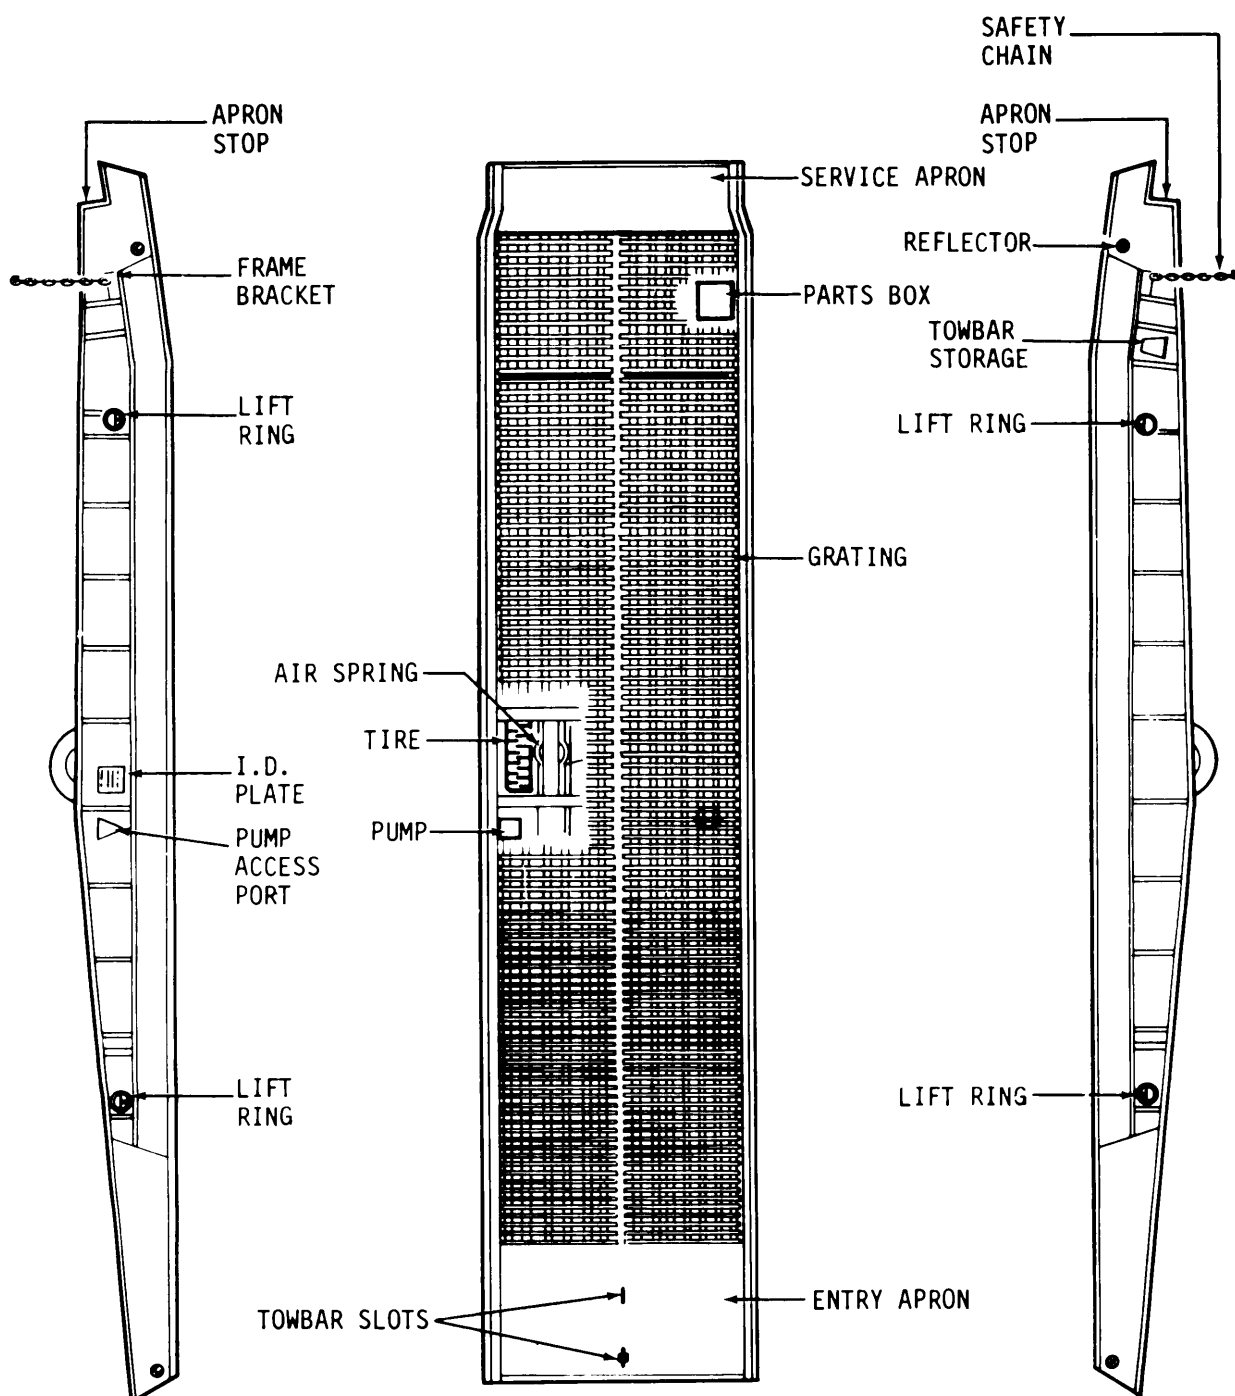 SAFETY
CHAIN
APRON
STOP
APRON
STOP
SERVICE APRON
REFLECTOR
FRAME
BRACKET
PARTS BOX
TOWBAR
STORAGE
LIFT
RING
LIFT RING
GRATING
AIR SPRING
TIRE
I.D.
PLATE
PUMP
PUMP
ACCESS
PORT
LIFT
RING
LIFT RING
ENTRY APRON
TOWBAR SLOTS